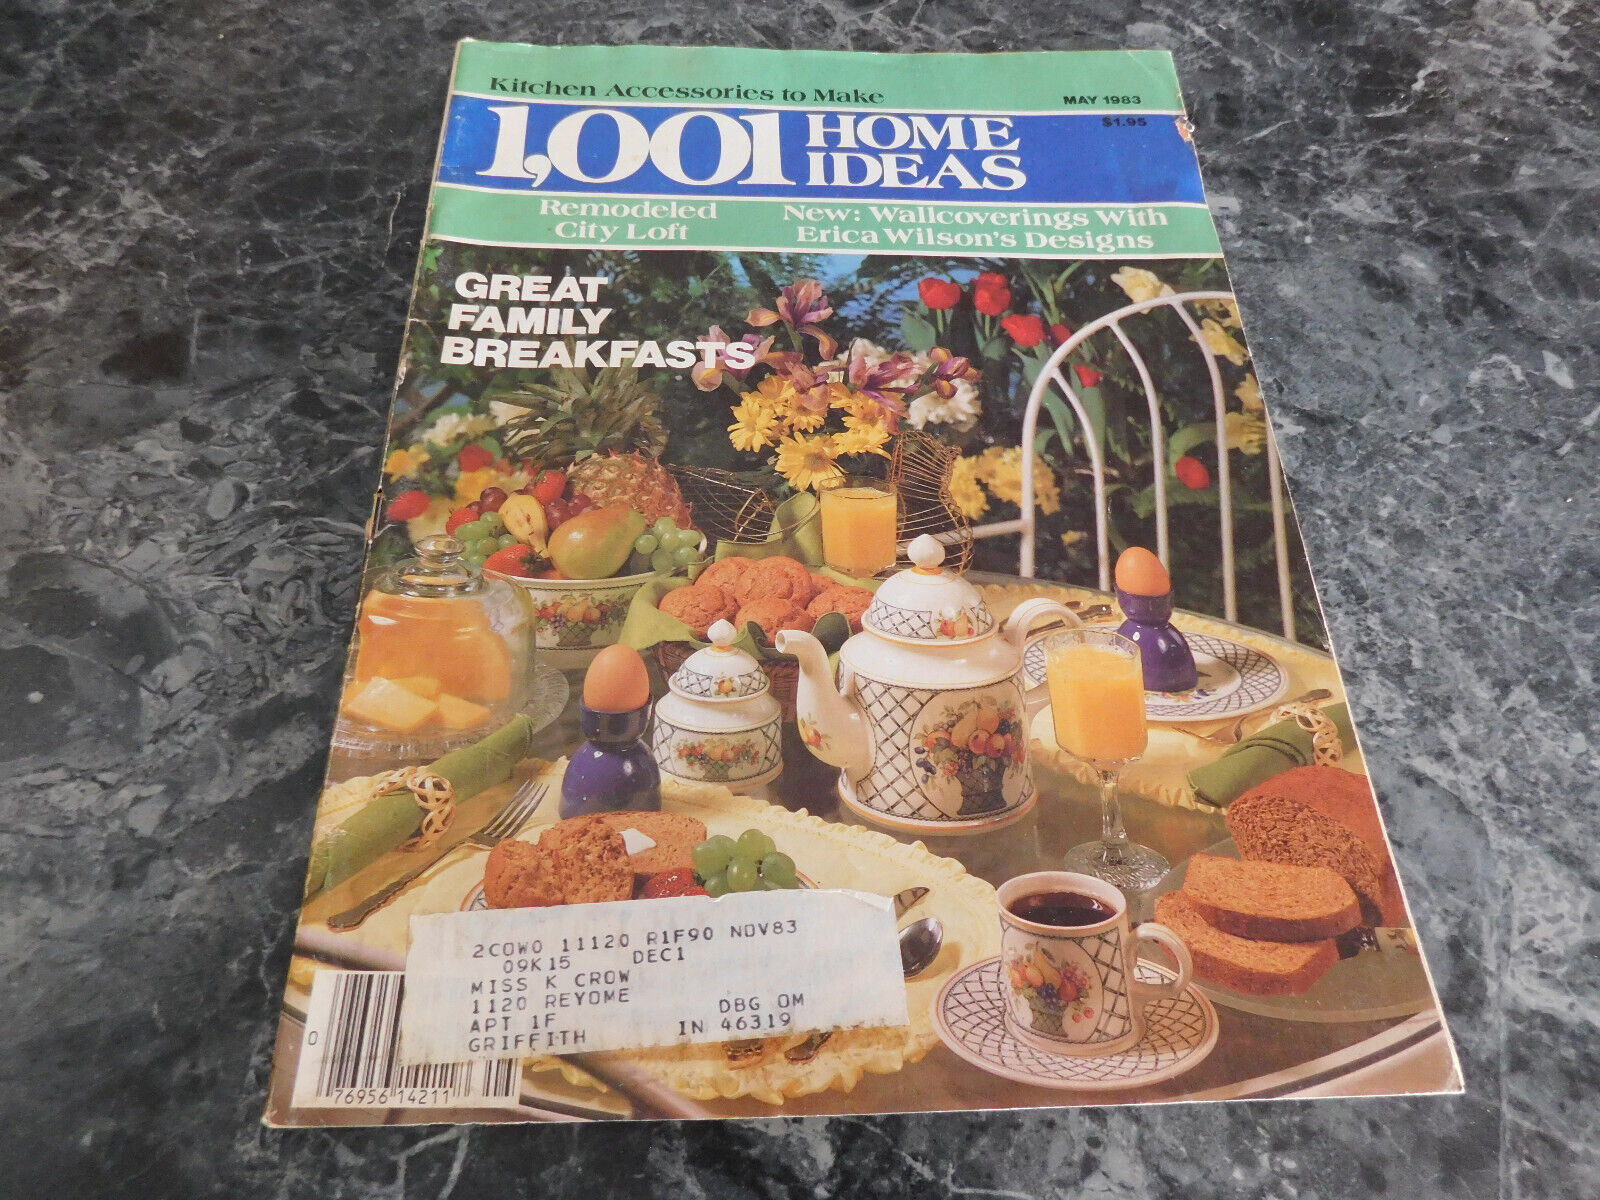 Kitchen Accessories to Make
MAY 1983
$1.95
1,001 HOME IDEAS
Remodeled
City Loft
New: Wallcoverings With
Erica Wilson's Designs
GREAT
FAMILY
BREAKFASTS
2COWO 11120 R1F90 NOV83
09K15 DEC1
MISS K CROW
1120 REYOME
APT 1F DBG OM
GRIFFITH IN 46319
0
76956 14211